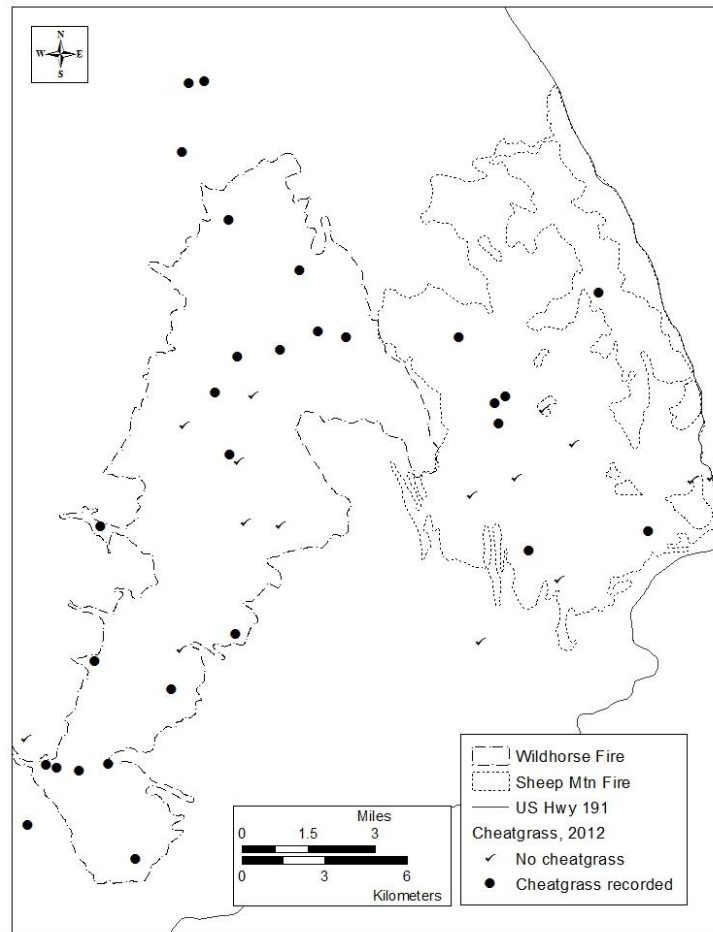 N
W E
S
Wildhorse Fire
Sheep Mtn Fire
US Hwy 191
Cheatgrass, 2012
No cheatgrass
Cheatgrass recorded
Miles
0 1.5 3
0 3 6
Kilometers